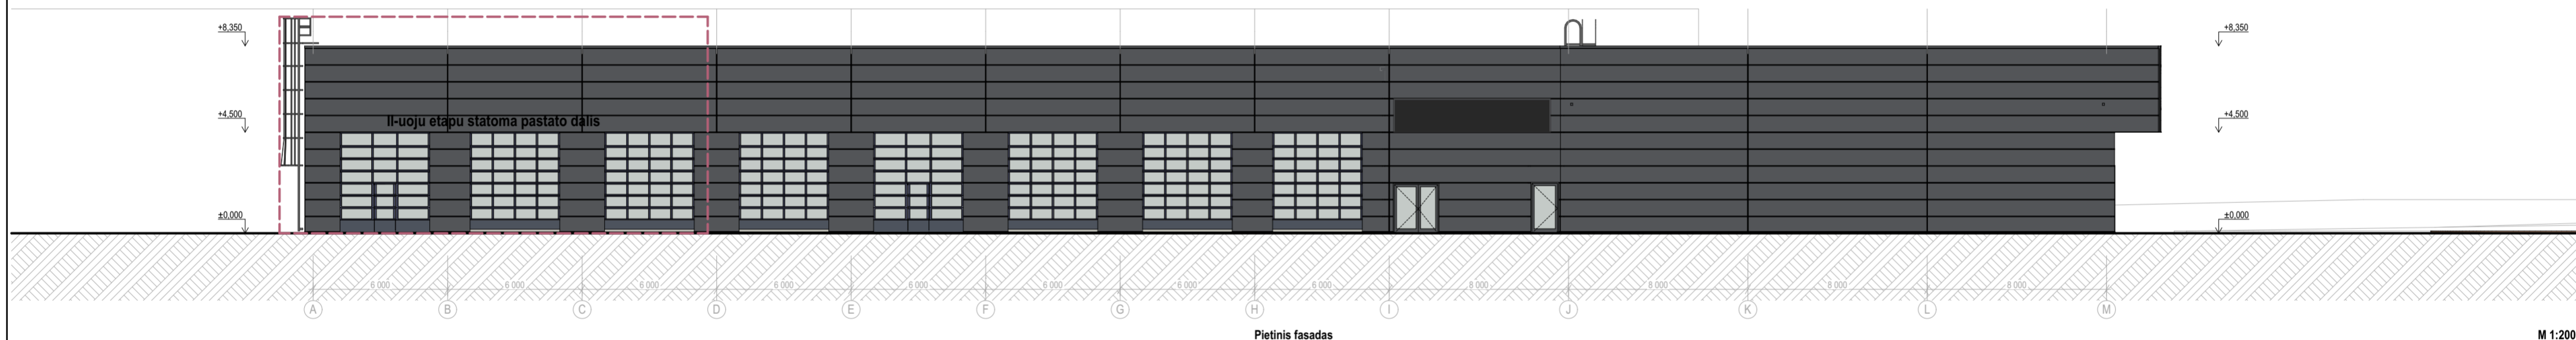 +8,350
+8,350
II-uoju etapu statoma pastato dalis
+4,500
+4,500
±0,000
±0,000
6 000 6 000 6 000 6 000 6 000 6 000 6 000 6 000 8 000 8 000 8 000 8 000
A B C D E F G H I J K L M
Pietinis fasadas
M 1:200